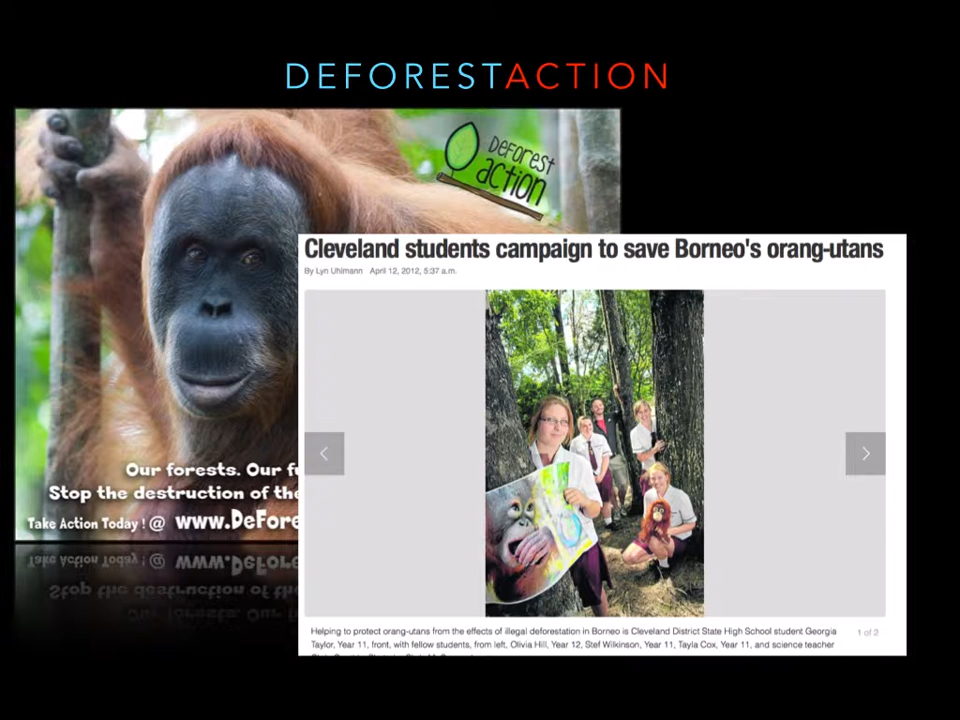 DEFORESTACTION
DeForest
action
Our forests. Our fu
Stop the destruction of the
Take Action Today ! @ www.DeFore
Cleveland students campaign to save Borneo's orang-utans
By Lyn Uhlmann April 12, 2012, 5:37 a.m.
Helping to protect orang-utans from the effects of illegal deforestation in Borneo is Cleveland District State High School student Georgia
1 of 2
Taylor, Year 11, front, with fellow students, from left, Olivia Hill, Year 12, Stef Wilkinson, Year 11, Tayla Cox, Year 11, and science teacher